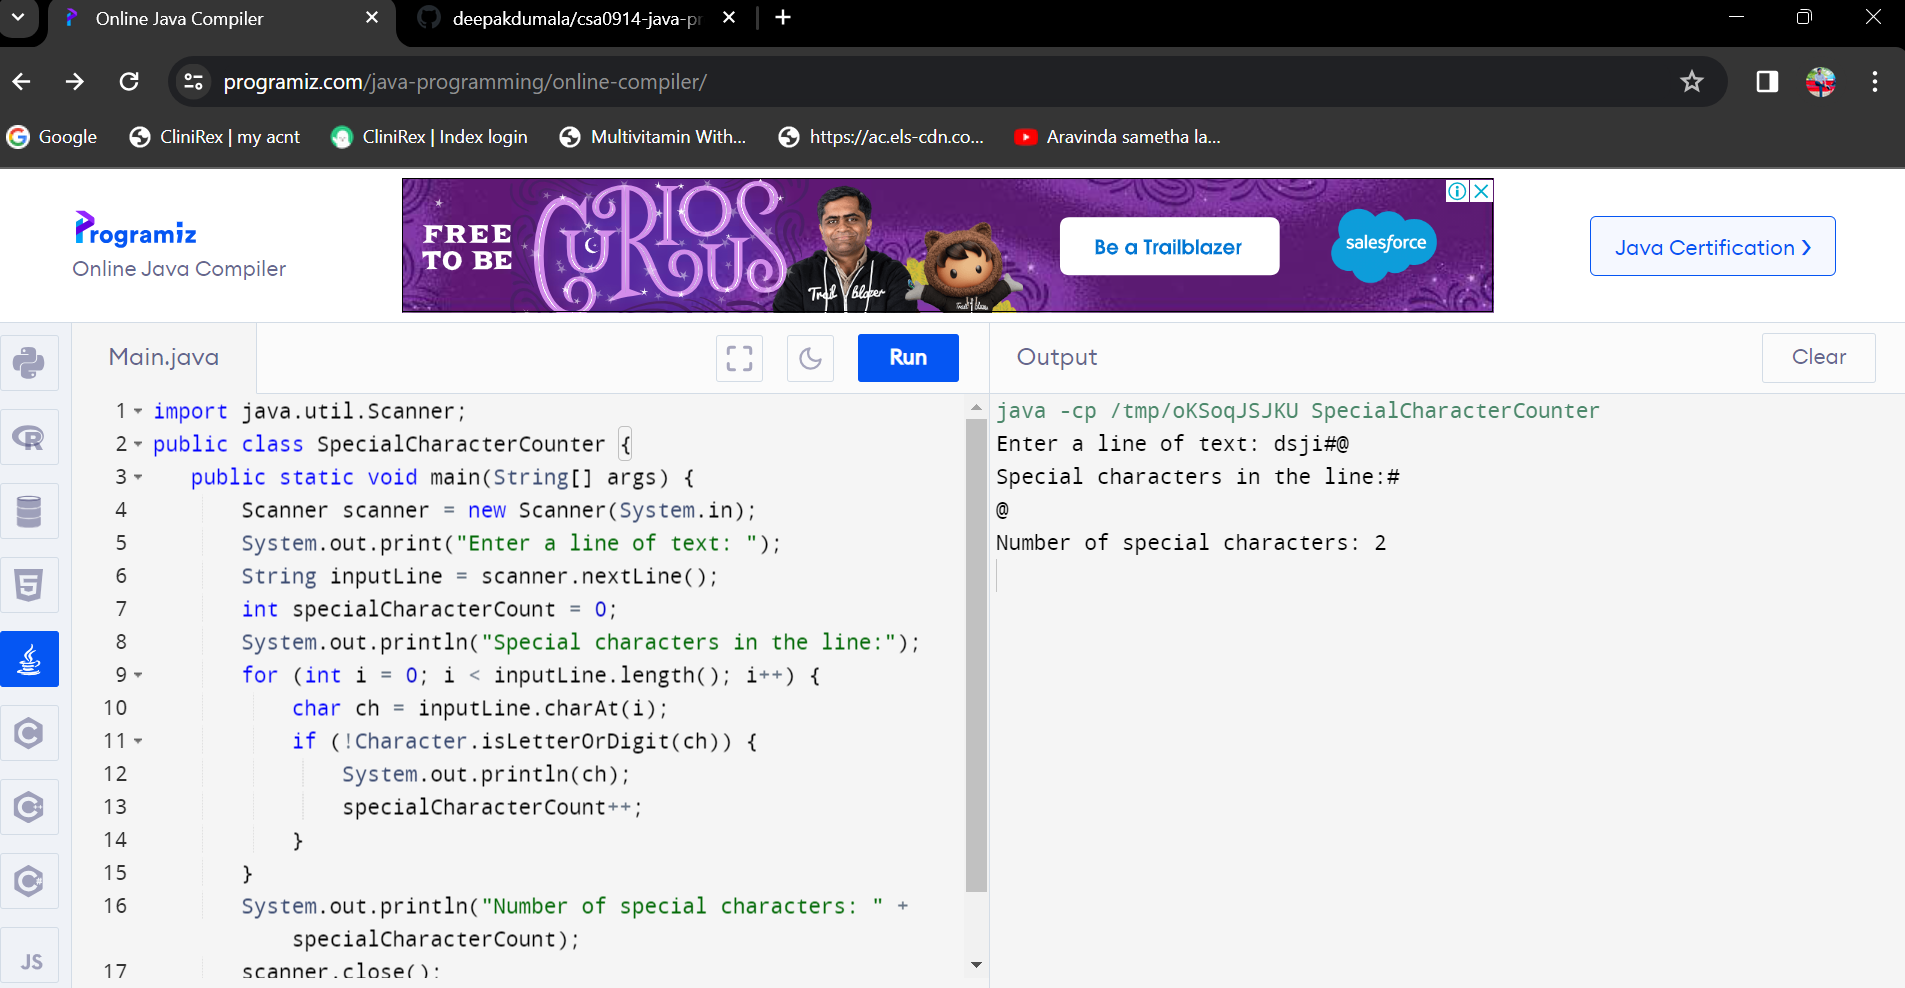 Online Java Compiler
deepakdumala/csa0914-java-pr
programiz.com/java-programming/online-compiler/
Google
CliniRex | my acnt
CliniRex | Index login
Multivitamin With...
https://ac.els-cdn.co...
Aravinda sametha la...
Programiz
Online Java Compiler
FREE
TO BE
CURIOSOUS
Trailblazer
Be a Trailblazer
salesforce
Java Certification >
Main.java
Run
Output
Clear
1 import java.util.Scanner;
2 public class SpecialCharacterCounter {
3 public static void main(String[] args) {
4 Scanner scanner = new Scanner(System.in);
5 System.out.print("Enter a line of text: ");
6 String inputLine = scanner.nextLine();
7 int specialCharacterCount = 0;
8 System.out.println("Special characters in the line:");
9 for (int i = 0; i < inputLine.length(); i++) {
10 char ch = inputLine.charAt(i);
11 if (!Character.isLetterOrDigit(ch)) {
12 System.out.println(ch);
13 specialCharacterCount++;
14 }
15 }
16 System.out.println("Number of special characters: " +
specialCharacterCount);
17 scanner.close();
java -cp /tmp/oKSoqJSJKU SpecialCharacterCounter
Enter a line of text: dsji#@
Special characters in the line:#
@
Number of special characters: 2
R
5
C
C++
C#
JS